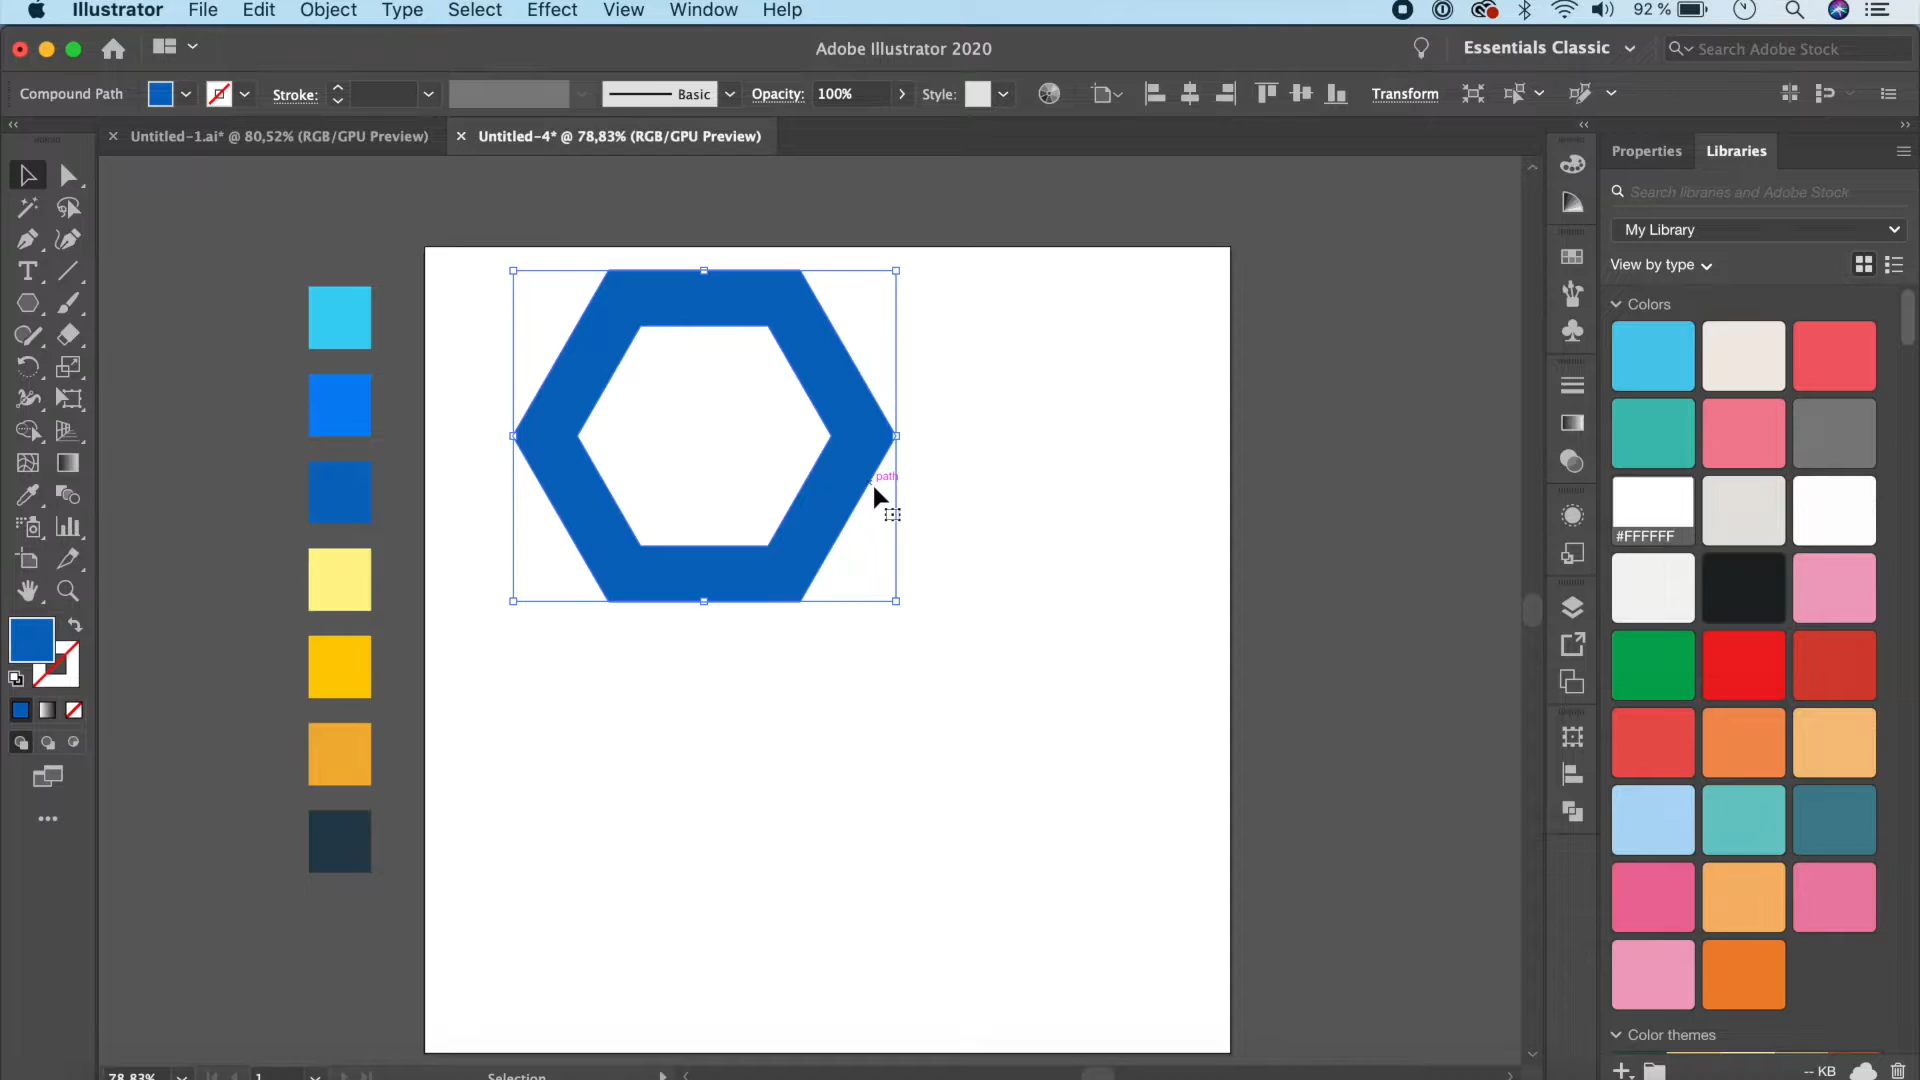 Illustrator File Edit Object Type Select Effect View Window Help
92 %
Adobe Illustrator 2020
Essentials Classic
Search Adobe Stock
Compound Path
Stroke:
Basic
Opacity: 100%
Style:
Transform
Untitled-1.ai* @ 80,52% (RGB/GPU Preview)
Untitled-4* @ 78,83% (RGB/GPU Preview)
Properties
Libraries
Search libraries and Adobe Stock
My Library
View by type
Colors
path
#FFFFFF
Color themes
78,83%
1
Selection
-- KB